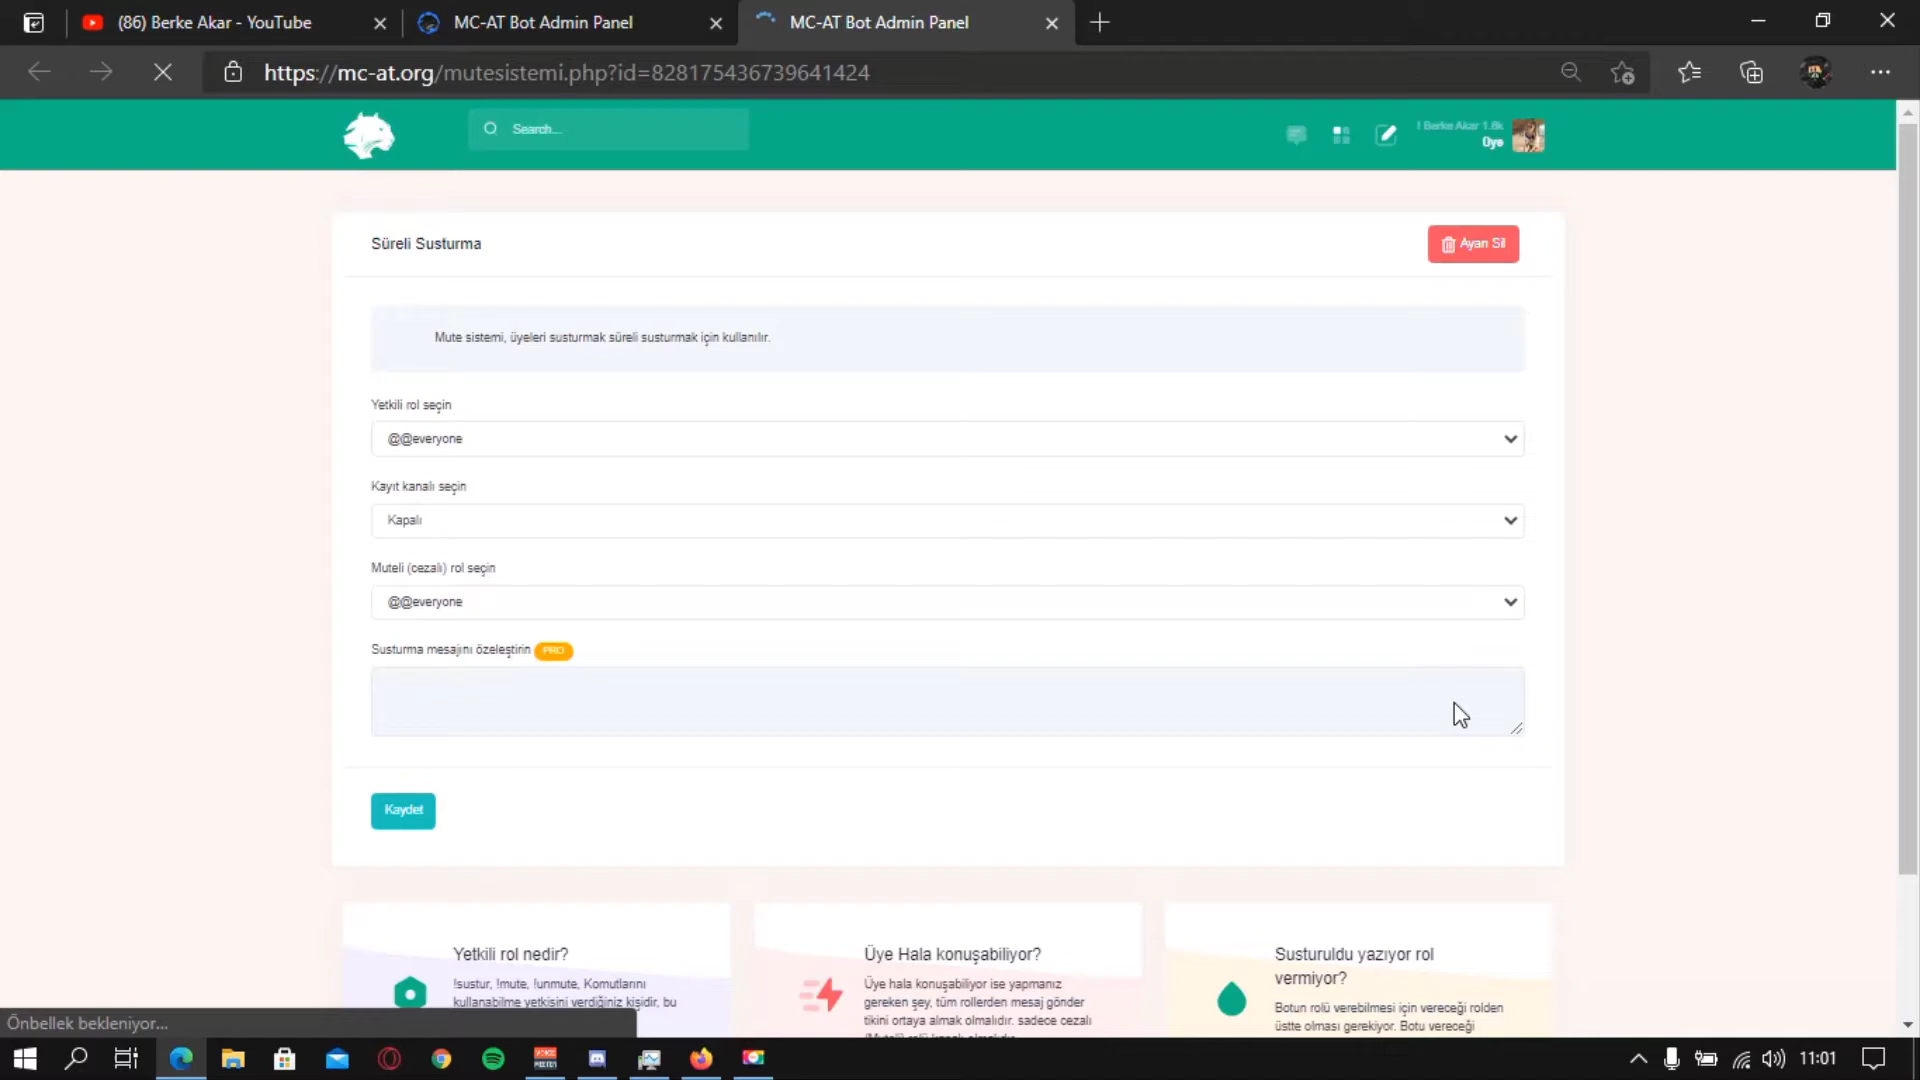 (86) Berke Akar - YouTube
MC-AT Bot Admin Panel
MC-AT Bot Admin Panel
https://mc-at.org/mutesistemi.php?id=828175436739641424
Search...
! Berke Akar 1.8k
Üye
Süreli Susturma
Ayarı Sil
Mute sistemi, üyeleri susturmak süreli susturmak için kullanılır.
Yetkili rol seçin
@@everyone
Kayıt kanalı seçin
Kapalı
Muteli (cezalı) rol seçin
@@everyone
Susturma mesajını özeleştirin PRO
Kaydet
Yetkili rol nedir?
!sustur, !mute, !unmute, Komutlarını
kullanabilme yetkisini verdiğiniz kişidir, bu
Üye Hala konuşabiliyor?
Üye hala konuşabiliyor ise yapmanız
gereken şey, tüm rollerden mesaj gönder
tikini ortaya almak olmalıdır. sadece cezalı
Susturuldu yazıyor rol
vermiyor?
Botun rolü verebilmesi için vereceği rolden
üstte olması gerekiyor. Botu vereceği
Önbellek bekleniyor...
11:01